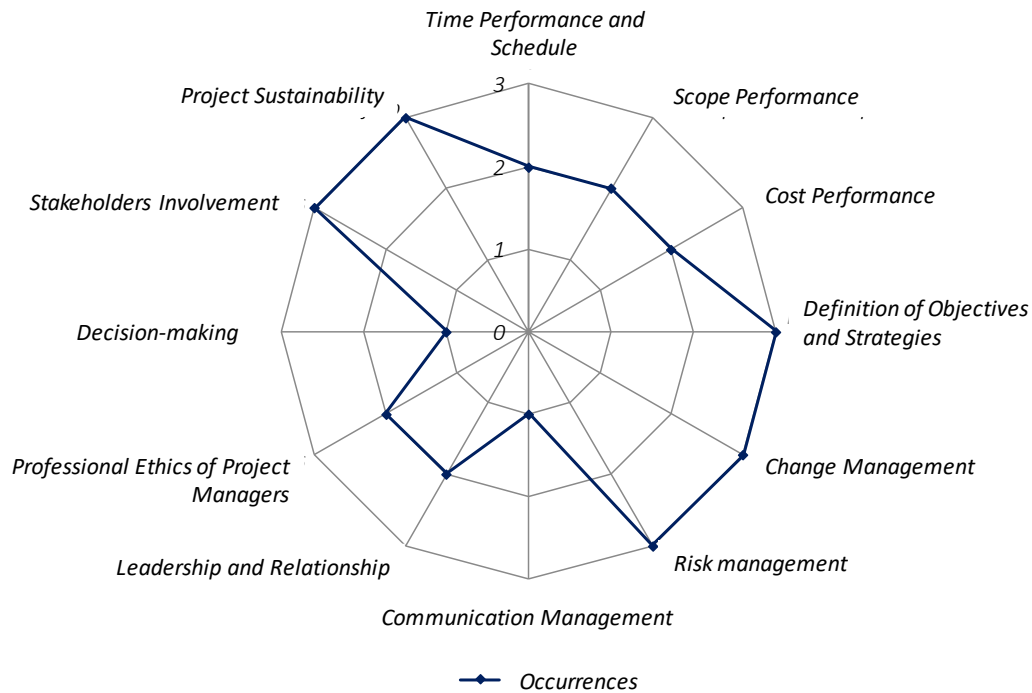 Time Performance and
Schedule
Scope Performance
Cost Performance
Definition of Objectives
and Strategies
Change Management
Risk management
Communication Management
Leadership and Relationship
Professional Ethics of Project
Managers
Decision-making
Stakeholders Involvement
Project Sustainability
3
2
1
0
Occurrences